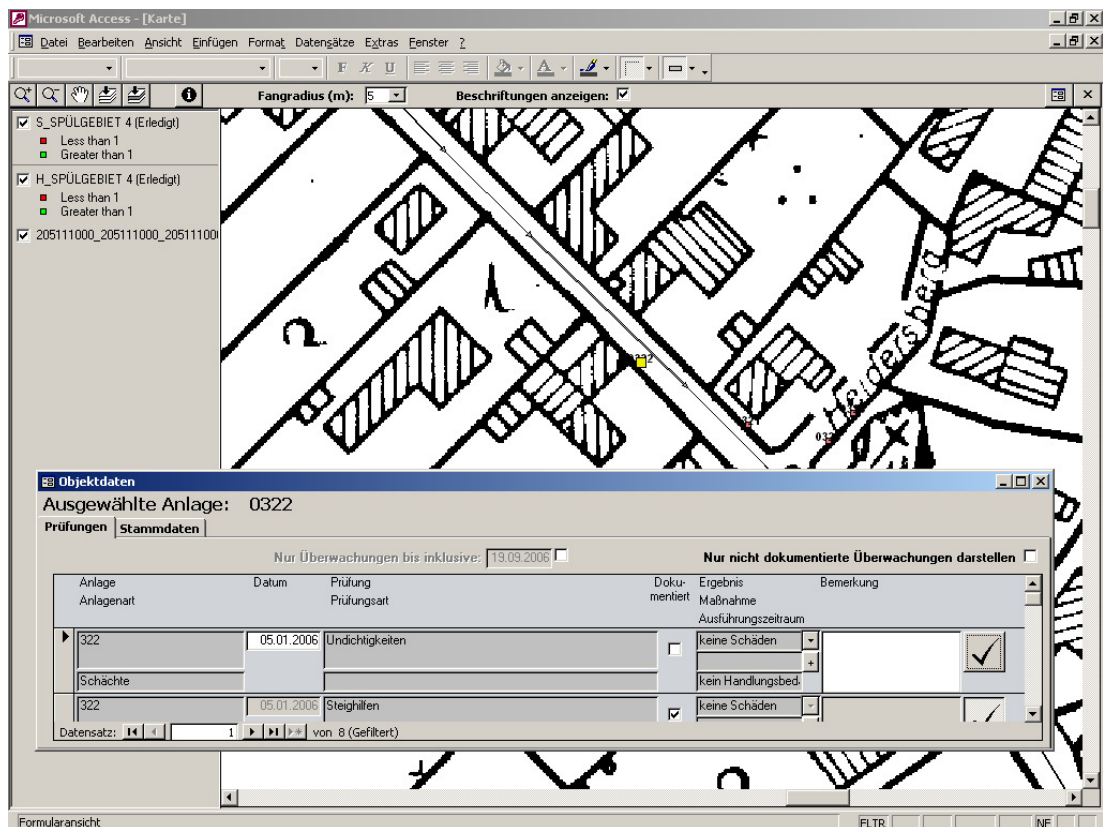 Microsoft Access - [Karte]
Datei Bearbeiten Ansicht Einfügen Format Datensätze Extras Fenster ?
F K U A
Fangradius (m): 5 Beschriftungen anzeigen:
S_SPÜLGEBIET 4 (Erledigt)
Less than 1
Greater than 1
H_SPÜLGEBIET 4 (Erledigt)
Less than 1
Greater than 1
205111000_205111000_20511100
Heidersberg
Objektdaten
Ausgewählte Anlage: 0322
Prüfungen Stammdaten
Nur Überwachungen bis inklusive: 19.09.2006 Nur nicht dokumentierte Überwachungen darstellen
Anlage Datum Prüfung Doku- Ergebnis Bemerkung
Anlagenart Prüfungsart mentiert Maßnahme
Ausführungszeitraum
322 05.01.2006 Undichtigkeiten keine Schäden
Schächte kein Handlungsbed.
322 05.01.2006 Steighilfen keine Schäden
Datensatz: 1 von 8 (Gefiltert)
Formularansicht FLTR NF